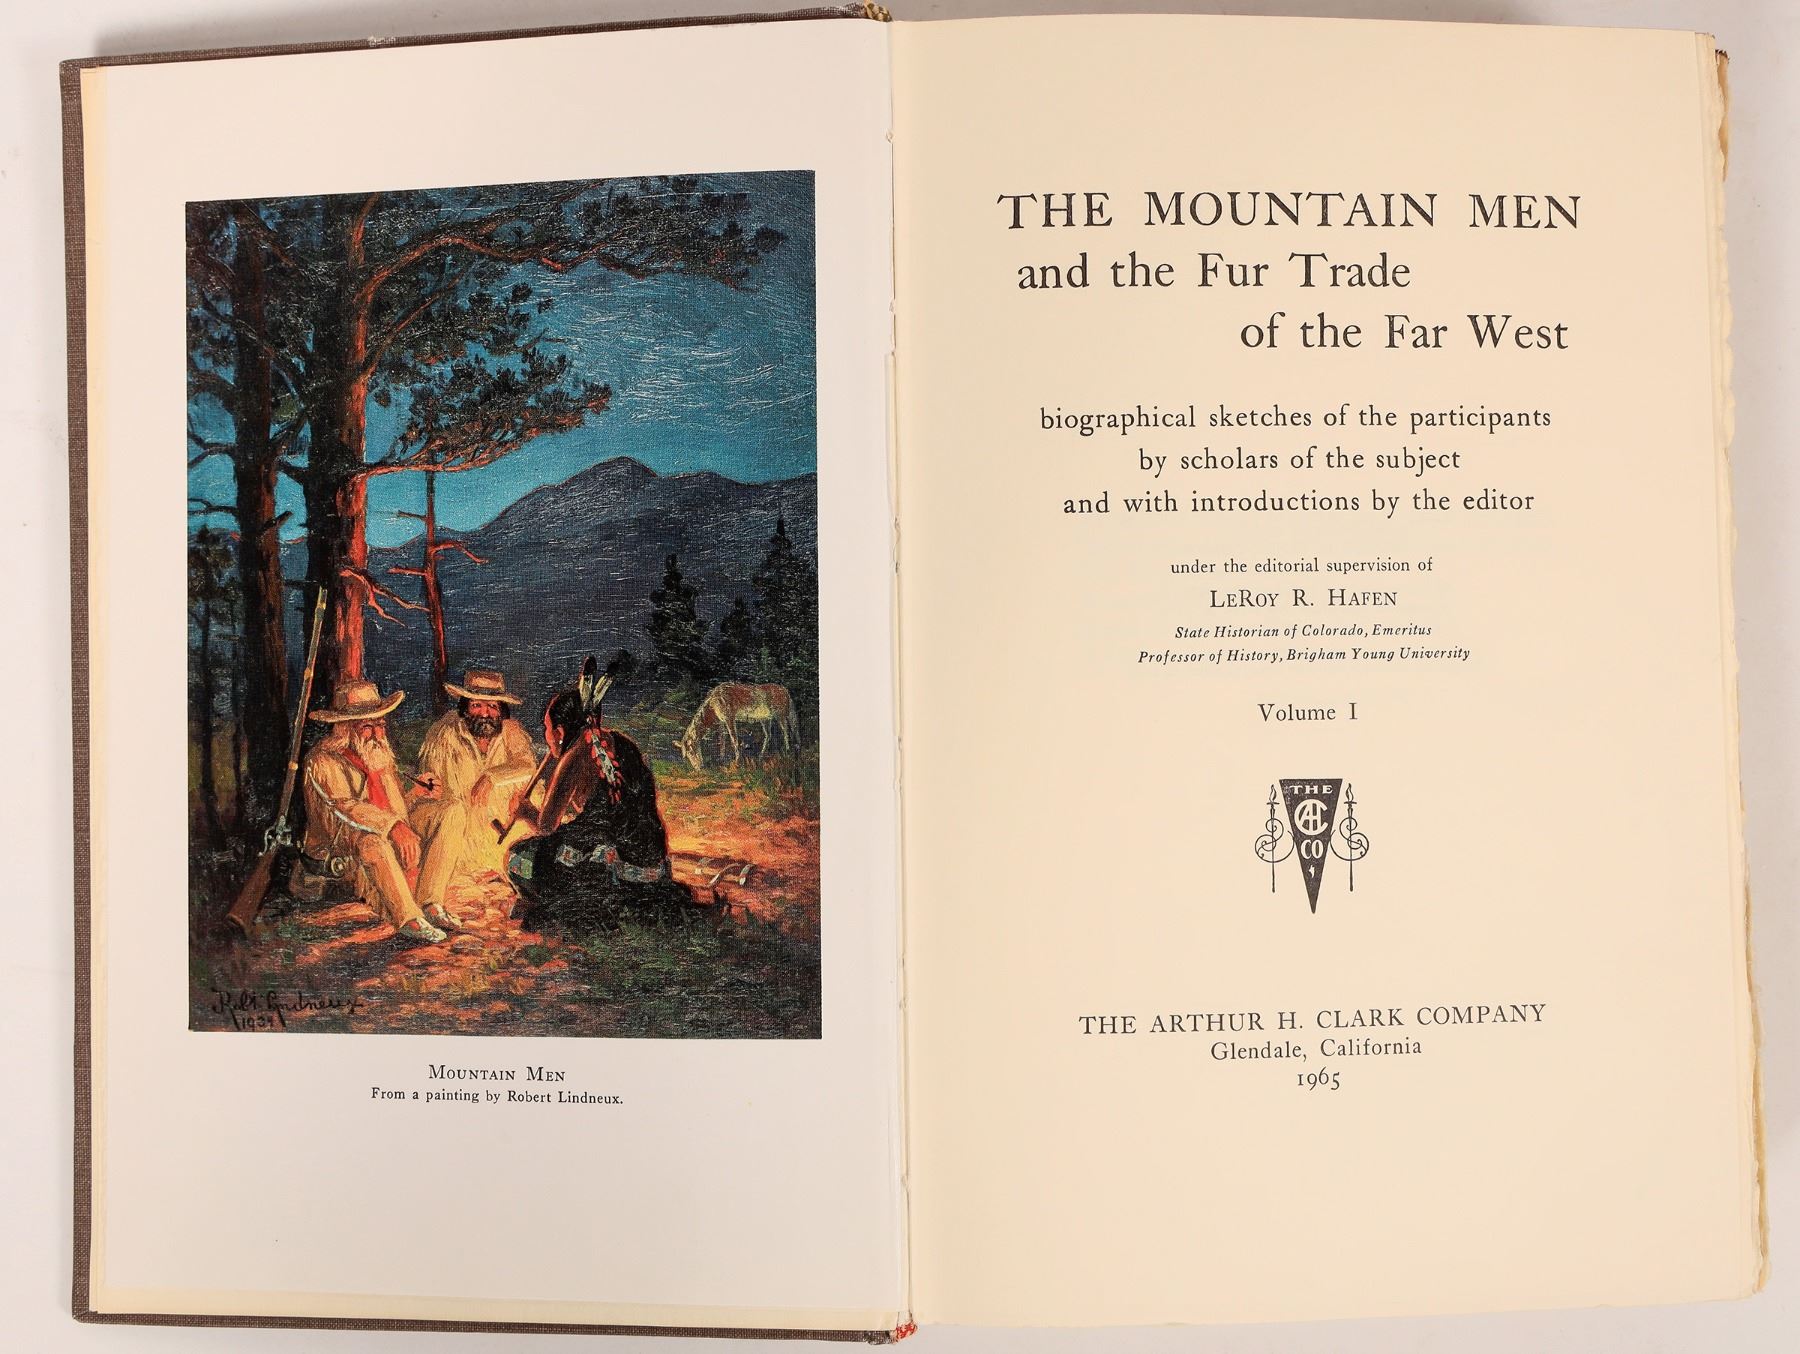 Robt Lindneux
MOUNTAIN MEN
From a painting by Robert Lindneux.
THE MOUNTAIN MEN
and the Fur Trade
of the Far West
biographical sketches of the participants
by scholars of the subject
and with introductions by the editor
under the editorial supervision of
LEROY R. HAFEN
State Historian of Colorado, Emeritus
Professor of History, Brigham Young University
Volume I
THE
AHC
CO
THE ARTHUR H. CLARK COMPANY
Glendale, California
1965